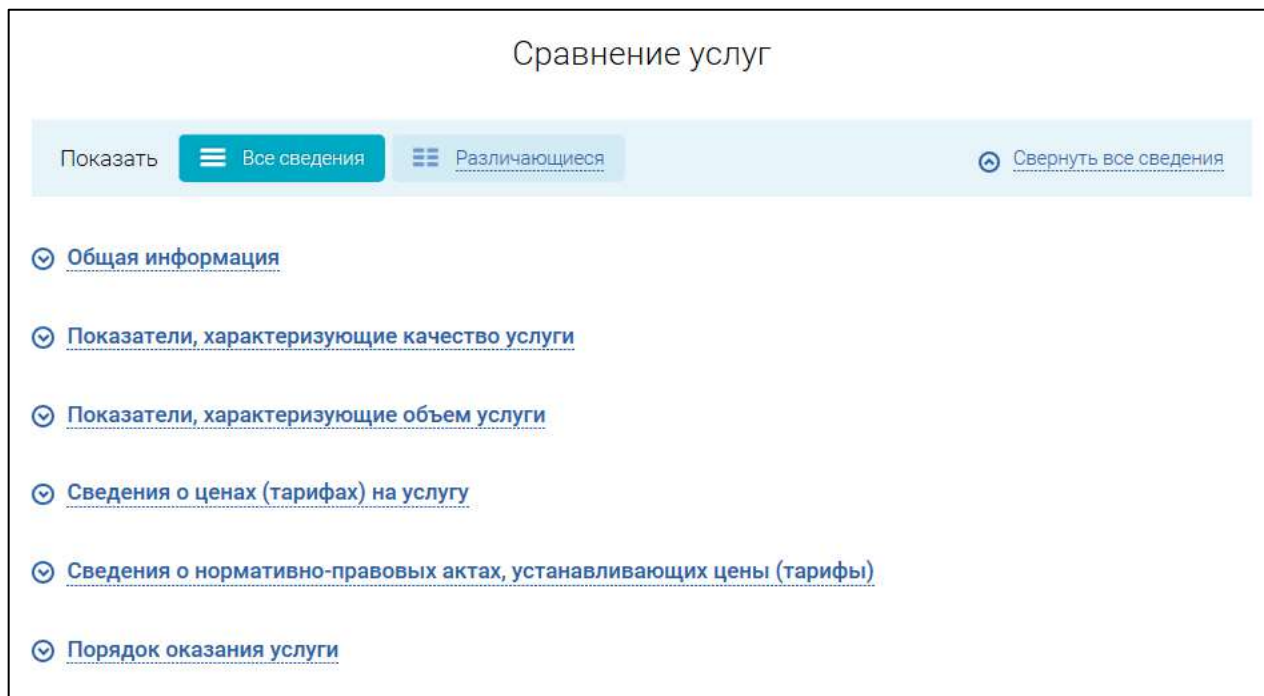 Сравнение услуг
Показать Все сведения Различающиеся Свернуть все сведения
Общая информация
Показатели, характеризующие качество услуги
Показатели, характеризующие объем услуги
Сведения о ценах (тарифах) на услугу
Сведения о нормативно-правовых актах, устанавливающих цены (тарифы)
Порядок оказания услуги